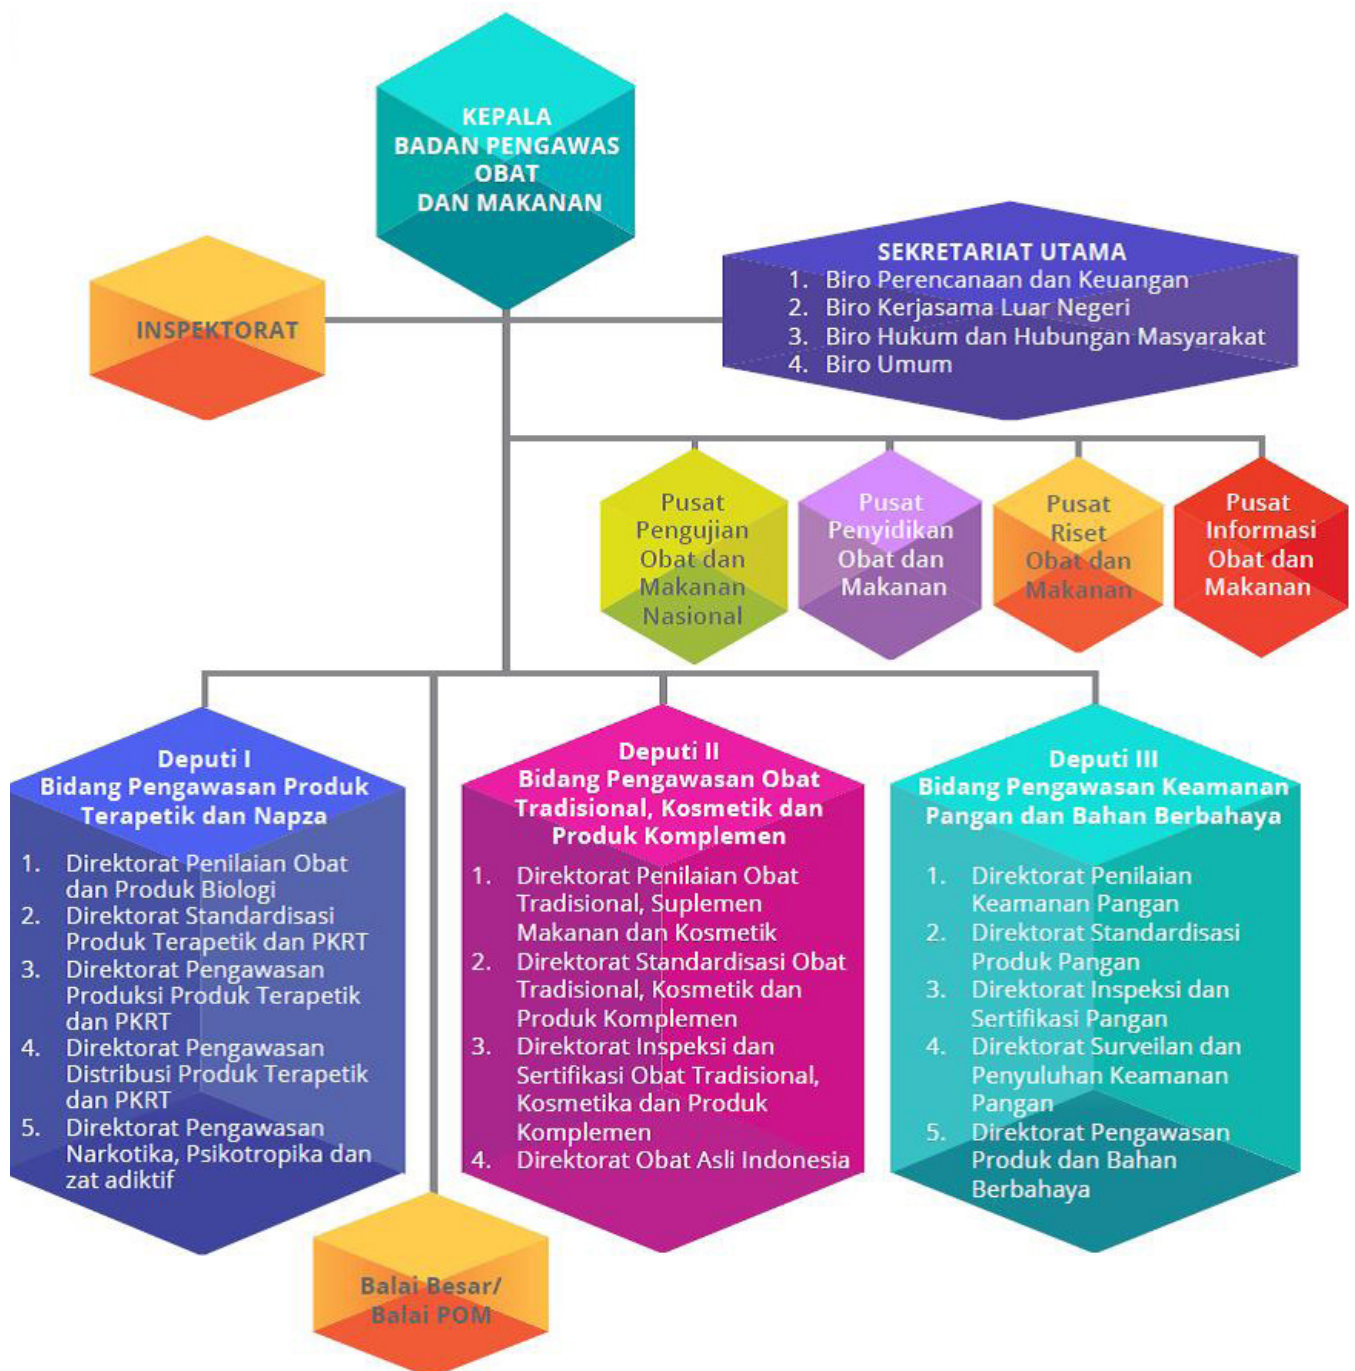 KEPALA
BADAN PENGAWAS
OBAT
DAN MAKANAN
SEKRETARIAT UTAMA
1. Biro Perencanaan dan Keuangan
2. Biro Kerjasama Luar Negeri
3. Biro Hukum dan Hubungan Masyarakat
4. Biro Umum
INSPEKTORAT
Pusat
Pengujian
Obat dan
Makanan
Nasional
Pusat
Penyidikan
Obat dan
Makanan
Pusat
Riset
Obat dan
Makanan
Pusat
Informasi
Obat dan
Makanan
Deputi I
Bidang Pengawasan Produk
Terapetik dan Napza
1. Direktorat Penilaian Obat
dan Produk Biologi
2. Direktorat Standardisasi
Produk Terapetik dan PKRT
3. Direktorat Pengawasan
Produksi Produk Terapetik
dan PKRT
4. Direktorat Pengawasan
Distribusi Produk Terapetik
dan PKRT
5. Direktorat Pengawasan
Narkotika, Psikotropika dan
zat adiktif
Deputi II
Bidang Pengawasan Obat
Tradisional, Kosmetik dan
Produk Komplemen
1. Direktorat Penilaian Obat
Tradisional, Suplemen
Makanan dan Kosmetik
2. Direktorat Standardisasi Obat
Tradisional, Kosmetik dan
Produk Komplemen
3. Direktorat Inspeksi dan
Sertifikasi Obat Tradisional,
Kosmetika dan Produk
Komplemen
4. Direktorat Obat Asli Indonesia
Deputi III
Bidang Pengawasan Keamanan
Pangan dan Bahan Berbahaya
1. Direktorat Penilaian
Keamanan Pangan
2. Direktorat Standardisasi
Produk Pangan
3. Direktorat Inspeksi dan
Sertifikasi Pangan
4. Direktorat Surveilan dan
Penyuluhan Keamanan
Pangan
5. Direktorat Pengawasan
Produk dan Bahan
Berbahaya
Balai Besar/
Balai POM